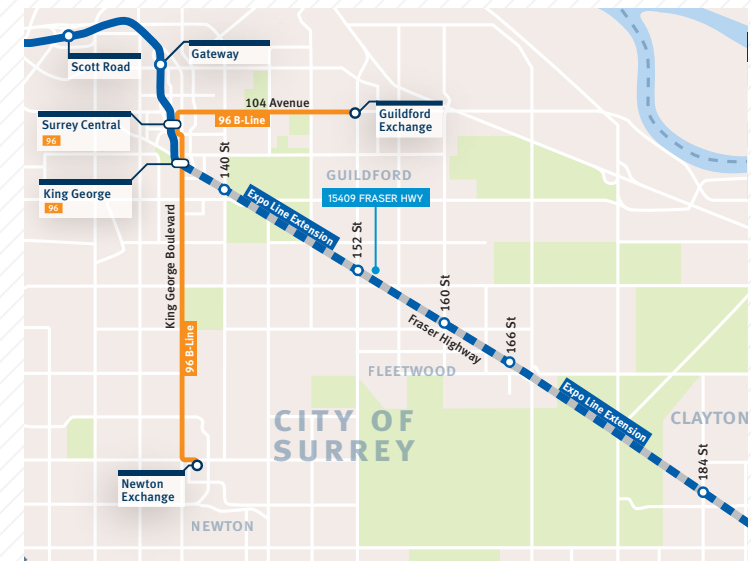 Scott Road
Gateway
104 Avenue
96 B-Line
Guildford
Exchange
Surrey Central
96
King George
96
140 St
GUILDFORD
15409 FRASER HWY
Expo Line Extension
152 St
King George Boulevard
160 St
Fraser Highway
166 St
96 B-Line
FLEETWOOD
Expo Line Extension
CITY OF
SURREY
CLAYTON
184 St
Newton
Exchange
NEWTON